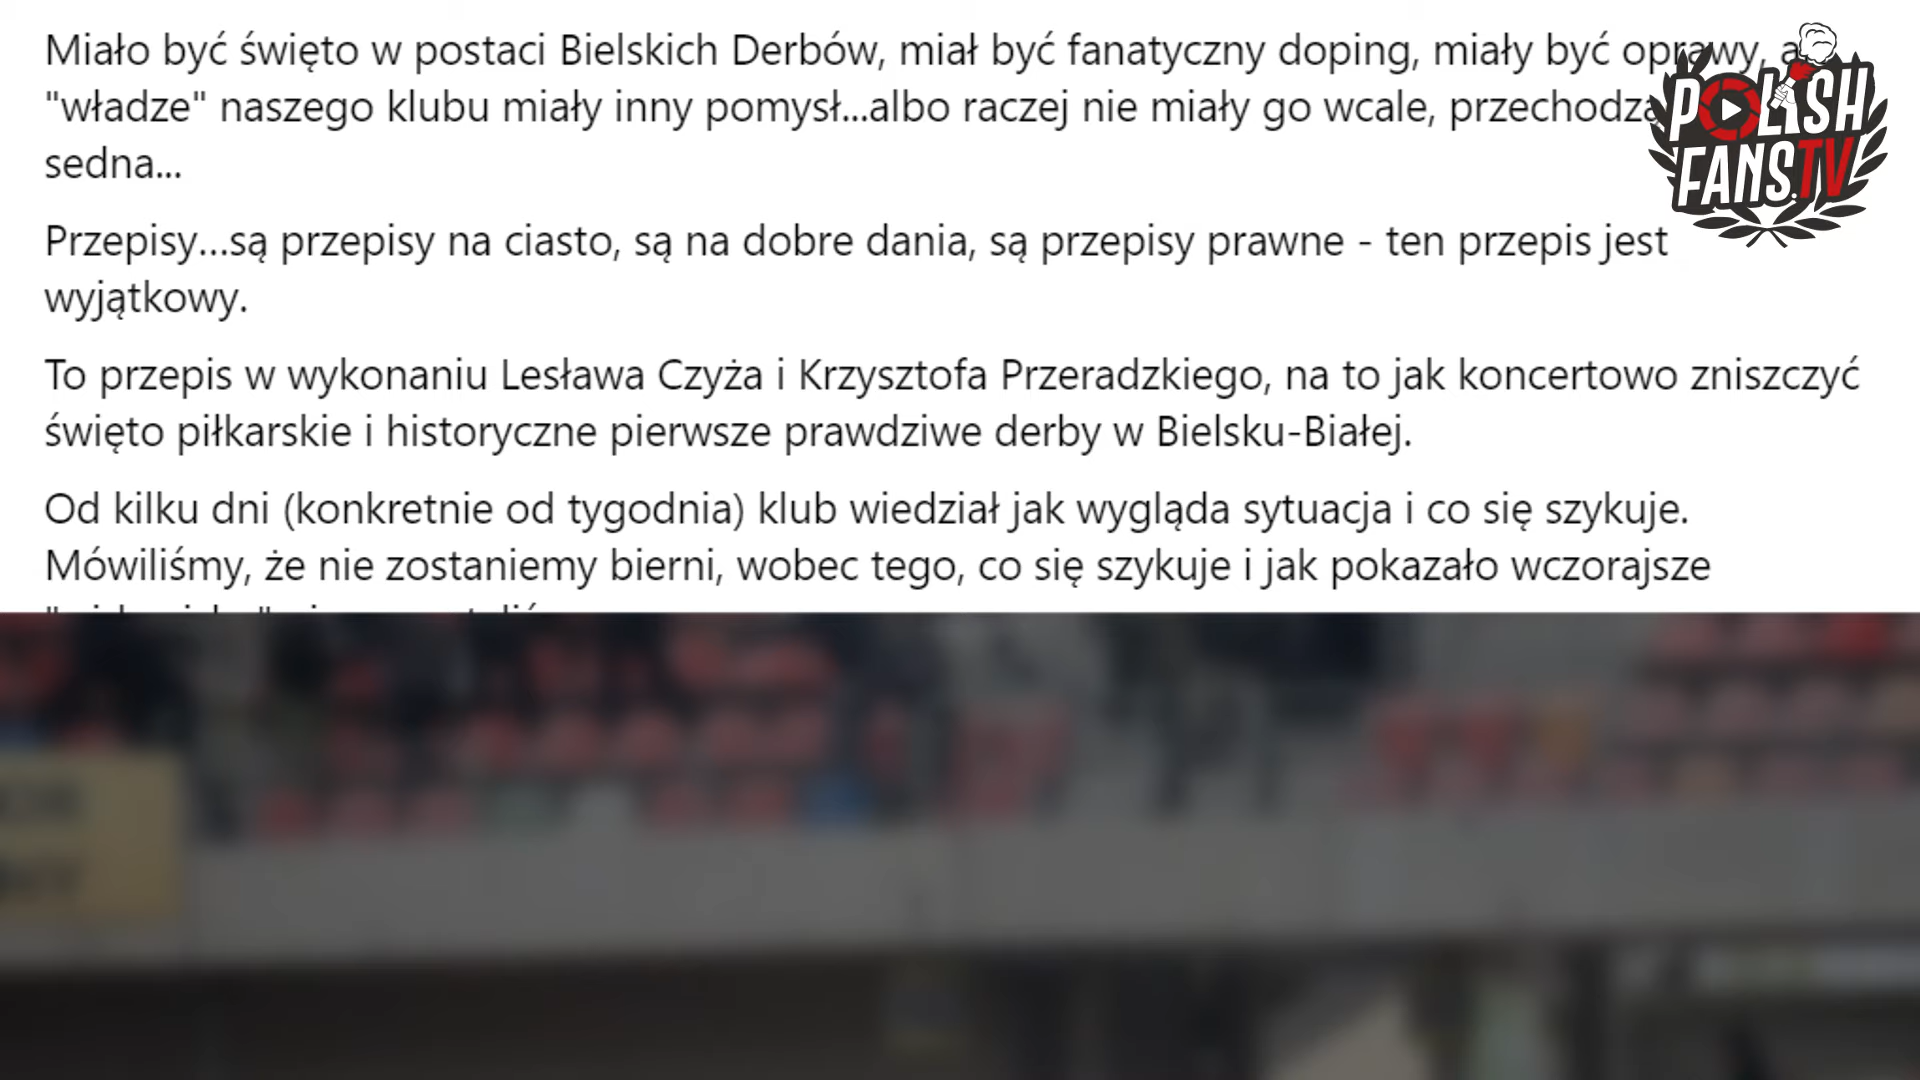 Miało być święto w postaci Bielskich Derbów, miał być fanatyczny doping, miały być oprawy, a
"władze" naszego klubu miały inny pomysł...albo raczej nie miały go wcale,
sedna...
Przepisy...są przepisy na ciasto, są na dobre dania, są przepisy prawne - ten przepis jest
wyjątkowy.
To przepis w wykonaniu Lesława Czyża i Krzysztofa Przeradzkiego, na to jak koncertowo zniszczyć
święto piłkarskie i historyczne pierwsze prawdziwe derby w Bielsku-Białej.
Od kilku dni (konkretnie od tygodnia) klub wiedział jak wygląda sytuacja i co się szykuje.
Mówiliśmy, że nie zostaniemy bierni, wobec tego, co się szykuje i jak pokazało wczorajsze
POLISH
FANS.TV